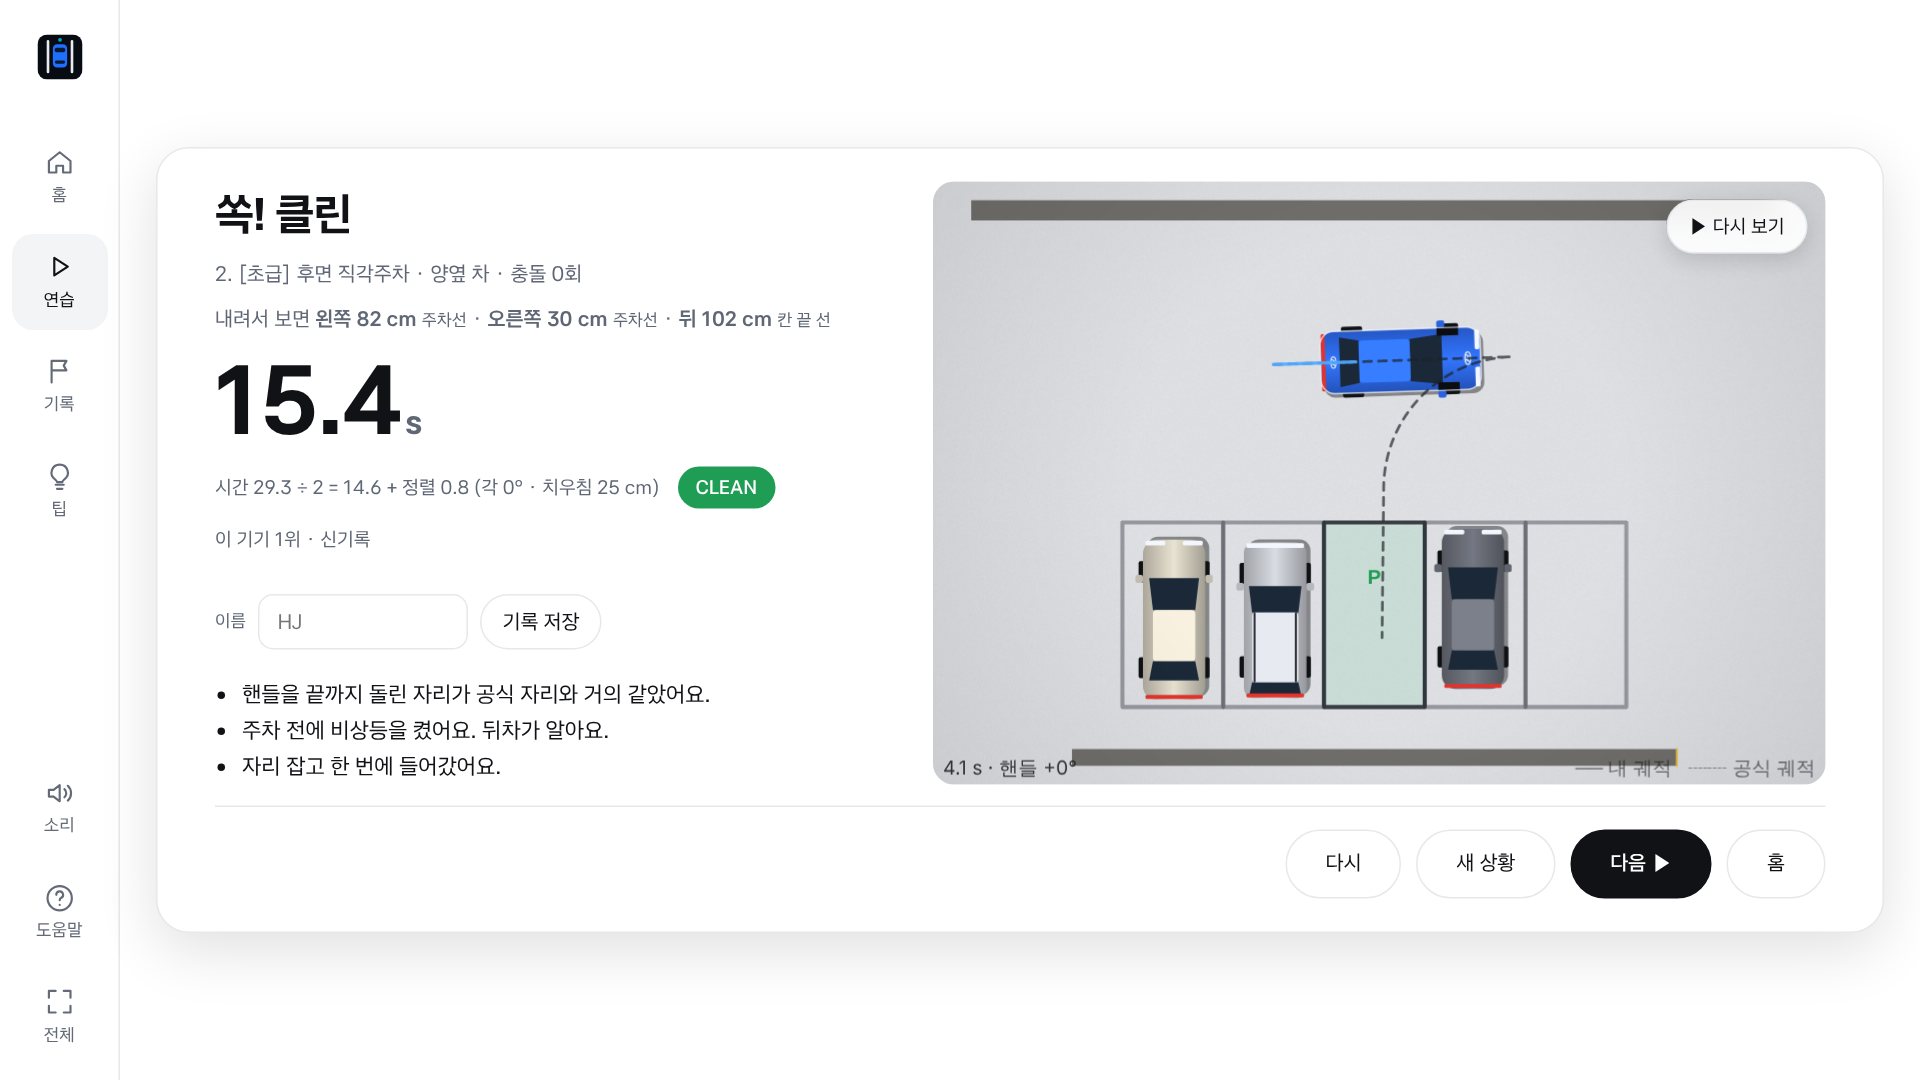 홈
연습
기록
팁
소리
도움말
전체
쏙! 클린
2. [초급] 후면 직각주차 · 양옆 차 · 충돌 0회
내려서 보면 왼쪽 82 cm 주차선 · 오른쪽 30 cm 주차선 · 뒤 102 cm 칸 끝 선
15.4 s
시간 29.3 ÷ 2 = 14.6 + 정렬 0.8 (각 0° · 치우침 25 cm) CLEAN
이 기기 1위 · 신기록
이름 HJ 기록 저장
• 핸들을 끝까지 돌린 자리가 공식 자리와 거의 같았어요.
• 주차 전에 비상등을 켰어요. 뒤차가 알아요.
• 자리 잡고 한 번에 들어갔어요.
▶ 다시 보기
P
4.1 s · 핸들 +0° 내 궤적 공식 궤적
다시 새 상황 다음 ▶ 홈